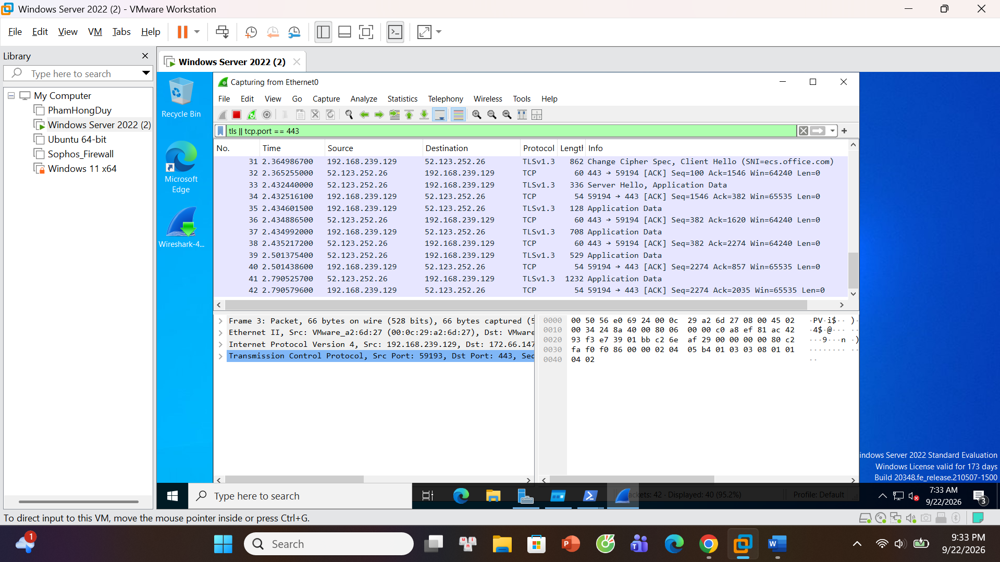 Windows Server 2022 (2) - VMware Workstation
File Edit View VM Tabs Help
Library
Type here to search
My Computer
PhamHongDuy
Windows Server 2022 (2)
Ubuntu 64-bit
Sophos_Firewall
Windows 11 x64
Windows Server 2022 (2)
Recycle Bin
Microsoft
Edge
Wireshark-4...
Capturing from Ethernet0
File Edit View Go Capture Analyze Statistics Telephony Wireless Tools Help
tls || tcp.port == 443
No. Time Source Destination Protocol Length Info
31 2.364986700 192.168.239.129 52.123.252.26 TLSv1.3 862 Change Cipher Spec, Client Hello (SNI=ecs.office.com)
32 2.365255000 52.123.252.26 192.168.239.129 TCP 60 443 → 59194 [ACK] Seq=100 Ack=1546 Win=64240 Len=0
33 2.432440000 52.123.252.26 192.168.239.129 TLSv1.3 336 Server Hello, Application Data
34 2.432516100 192.168.239.129 52.123.252.26 TCP 54 59194 → 443 [ACK] Seq=1546 Ack=382 Win=65535 Len=0
35 2.434601500 192.168.239.129 52.123.252.26 TLSv1.3 128 Application Data
36 2.434886500 52.123.252.26 192.168.239.129 TCP 60 443 → 59194 [ACK] Seq=382 Ack=1620 Win=64240 Len=0
37 2.434992000 192.168.239.129 52.123.252.26 TLSv1.3 708 Application Data
38 2.435217200 52.123.252.26 192.168.239.129 TCP 60 443 → 59194 [ACK] Seq=382 Ack=2274 Win=64240 Len=0
39 2.501375400 52.123.252.26 192.168.239.129 TLSv1.3 529 Application Data
40 2.501438600 192.168.239.129 52.123.252.26 TCP 54 59194 → 443 [ACK] Seq=2274 Ack=857 Win=65535 Len=0
41 2.790525700 52.123.252.26 192.168.239.129 TLSv1.3 1232 Application Data
42 2.790579600 192.168.239.129 52.123.252.26 TCP 54 59194 → 443 [ACK] Seq=2274 Ack=2035 Win=65535 Len=0
Frame 3: Packet, 66 bytes on wire (528 bits), 66 bytes captured (5
Ethernet II, Src: VMware_a2:6d:27 (00:0c:29:a2:6d:27), Dst: VMware
Internet Protocol Version 4, Src: 192.168.239.129, Dst: 172.66.147
Transmission Control Protocol, Src Port: 59193, Dst Port: 443, Sec
0000 00 50 56 e0 69 24 00 0c 29 a2 6d 27 08 00 45 02 ·PV·i$·· )·
0010 00 34 24 8a 40 00 80 06 00 00 c0 a8 ef 81 ac 42 ·4$·@··· ··
0020 93 f3 e7 39 01 bb c2 6e af 29 00 00 00 00 80 c2 ···9···n ·)
0030 fa f0 f0 86 00 00 02 04 05 b4 01 03 03 08 01 01 ········ ··
0040 04 02 ··
indows Server 2022 Standard Evaluation
Windows License valid for 173 days
Build 20348.fe_release.210507-1500
Type here to search
ackets: 42 · Displayed: 40 (95.2%)
Profile: Default
7:33 AM
9/22/2026
3
To direct input to this VM, move the mouse pointer inside or press Ctrl+G.
1
Search
9:33 PM
9/22/2026